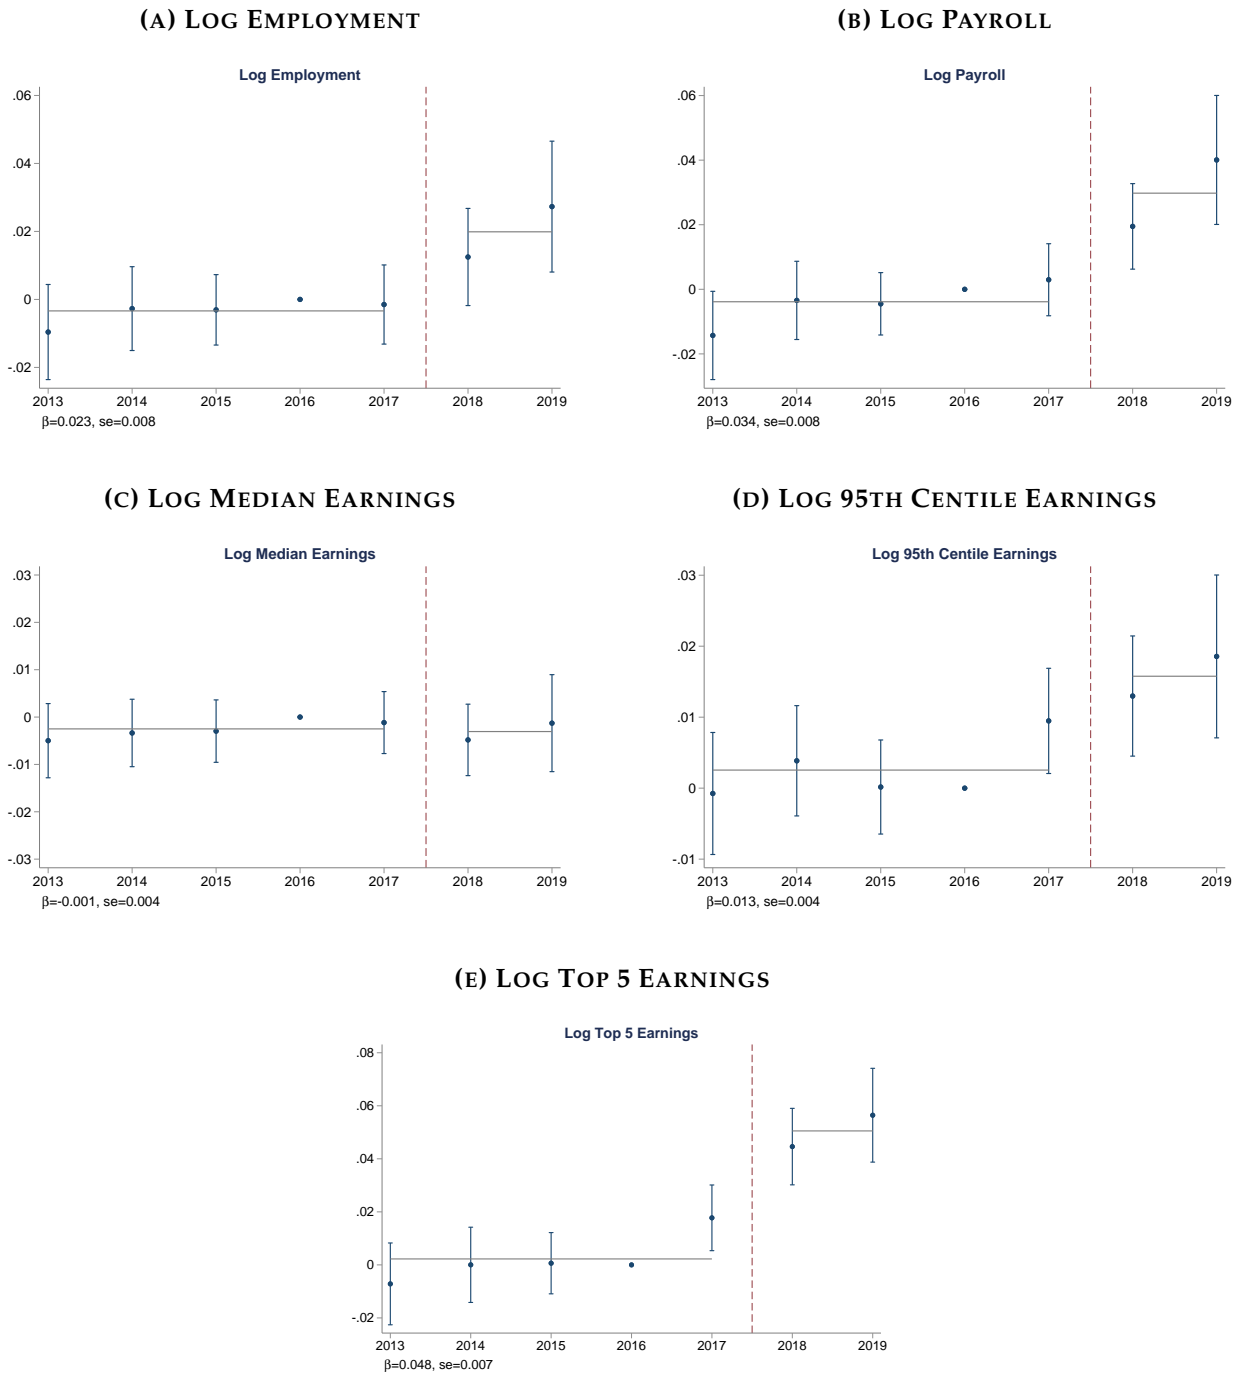 (A) LOG EMPLOYMENT
Log Employment
.06
.04
.02
0
-.02
2013 2014 2015 2016 2017 2018 2019
β=0.023, se=0.008
(B) LOG PAYROLL
Log Payroll
.06
.04
.02
0
-.02
2013 2014 2015 2016 2017 2018 2019
β=0.034, se=0.008
(C) LOG MEDIAN EARNINGS
Log Median Earnings
.03
.02
.01
0
-.01
-.02
-.03
2013 2014 2015 2016 2017 2018 2019
β=-0.001, se=0.004
(D) LOG 95TH CENTILE EARNINGS
Log 95th Centile Earnings
.03
.02
.01
0
-.01
2013 2014 2015 2016 2017 2018 2019
β=0.013, se=0.004
(E) LOG TOP 5 EARNINGS
Log Top 5 Earnings
.08
.06
.04
.02
0
-.02
2013 2014 2015 2016 2017 2018 2019
β=0.048, se=0.007